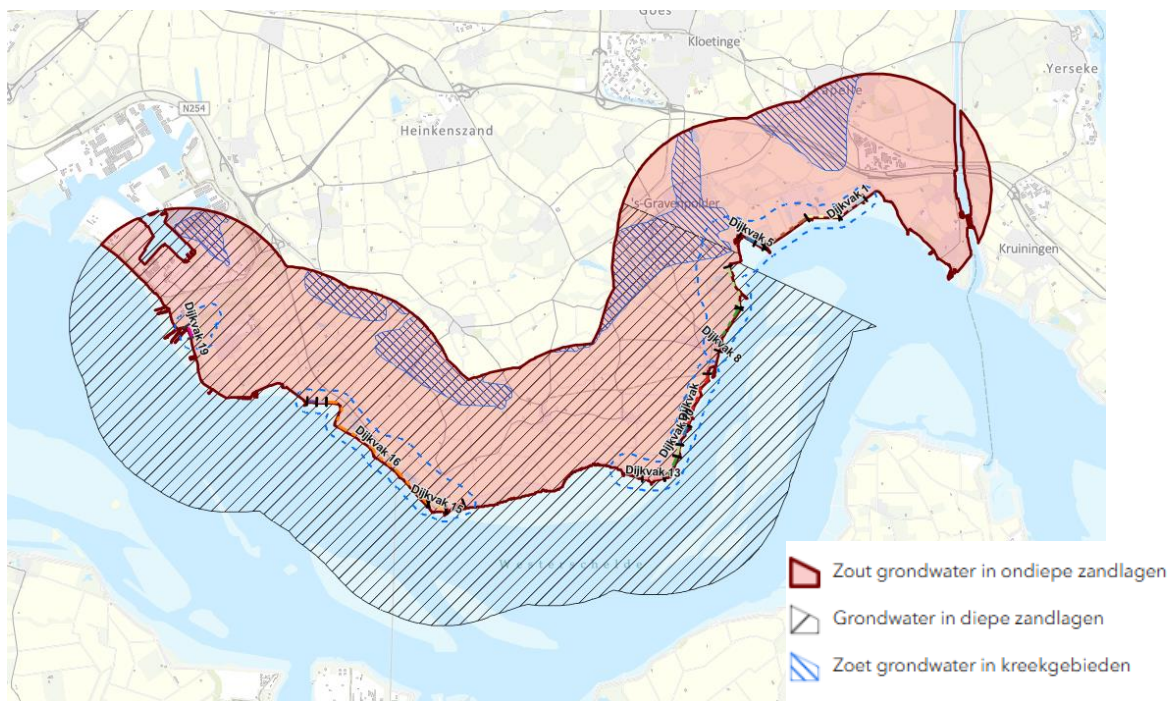 Goes
Kloetinge
Yerseke
Kapelle
N254
Heinkenszand
's-Gravenpolder
Dijkvak 1
Dijkvak 5
Kruiningen
Dijkvak 19
Dijkvak 8
Dijkvak
Dijkvak
Dijkvak 16
Dijkvak 13
Dijkvak 15
Westerschelde
Zout grondwater in ondiepe zandlagen
Grondwater in diepe zandlagen
Zoet grondwater in kreekgebieden